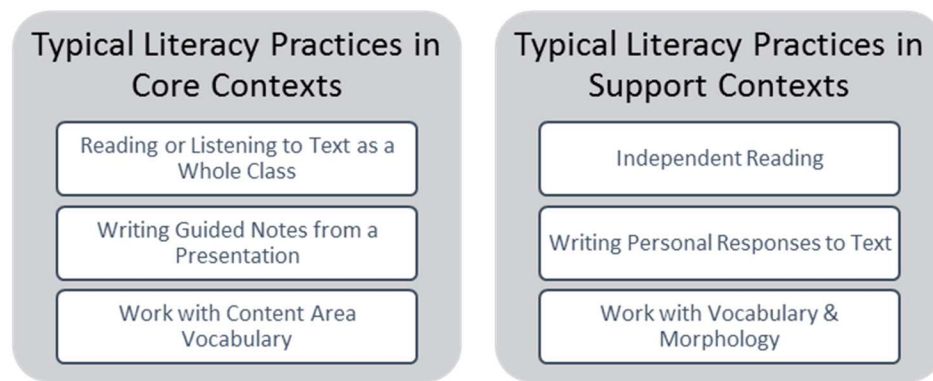 Typical Literacy Practices in
Core Contexts
Reading or Listening to Text as a
Whole Class
Writing Guided Notes from a
Presentation
Work with Content Area
Vocabulary
Typical Literacy Practices in
Support Contexts
Independent Reading
Writing Personal Responses to Text
Work with Vocabulary &
Morphology